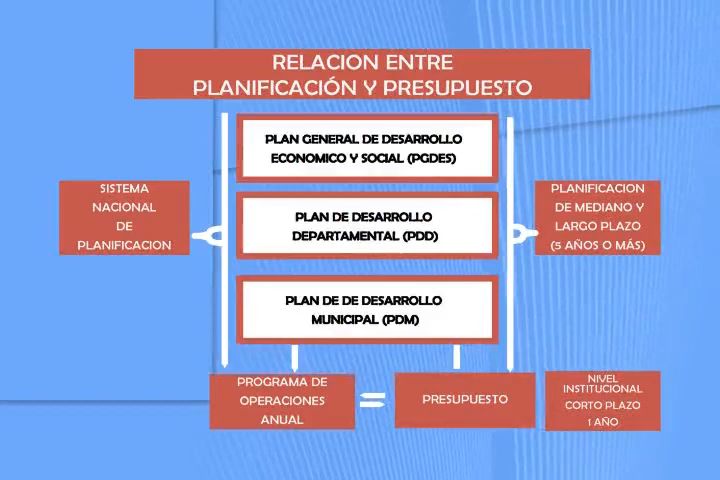 RELACION ENTRE
PLANIFICACIÓN Y PRESUPUESTO
PLAN GENERAL DE DESARROLLO
ECONOMICO Y SOCIAL (PGDES)
SISTEMA
NACIONAL
DE
PLANIFICACION
PLAN DE DESARROLLO
DEPARTAMENTAL (PDD)
PLANIFICACION
DE MEDIANO Y
LARGO PLAZO
(5 AÑOS O MÁS)
PLAN DE DE DESARROLLO
MUNICIPAL (PDM)
PROGRAMA DE
OPERACIONES
ANUAL
=
PRESUPUESTO
NIVEL
INSTITUCIONAL
CORTO PLAZO
1 AÑO